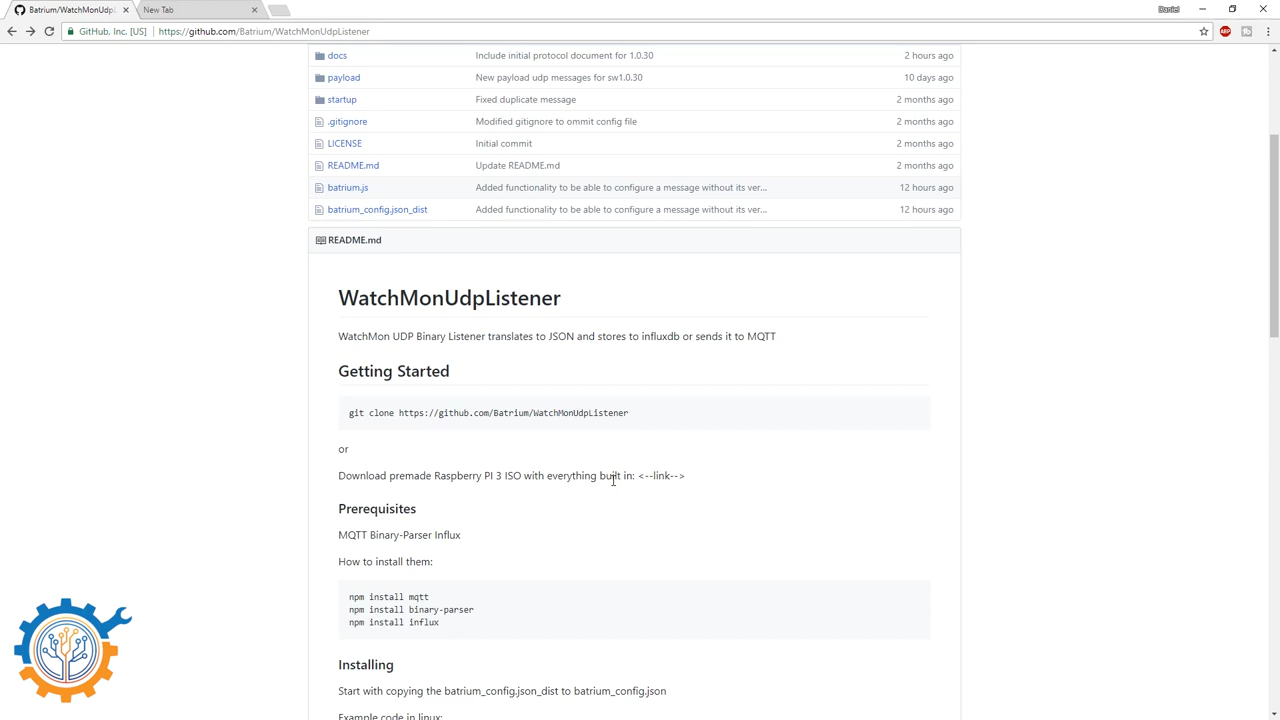 Batrium/WatchMonUdpL
New Tab
Daniel
GitHub, Inc. [US]
https://github.com/Batrium/WatchMonUdpListener
ABP
docs Include initial protocol document for 1.0.30 2 hours ago
payload New payload udp messages for sw1.0.30 10 days ago
startup Fixed duplicate message 2 months ago
.gitignore Modified gitignore to ommit config file 2 months ago
LICENSE Initial commit 2 months ago
README.md Update README.md 2 months ago
batrium.js Added functionality to be able to configure a message without its ver... 12 hours ago
batrium_config.json_dist Added functionality to be able to configure a message without its ver... 12 hours ago
README.md
WatchMonUdpListener
WatchMon UDP Binary Listener translates to JSON and stores to influxdb or sends it to MQTT
Getting Started
git clone https://github.com/Batrium/WatchMonUdpListener
or
Download premade Raspberry PI 3 ISO with everything built in: <--link-->
Prerequisites
MQTT Binary-Parser Influx
How to install them:
npm install mqtt
npm install binary-parser
npm install influx
Installing
Start with copying the batrium_config.json_dist to batrium_config.json
Example code in linux: